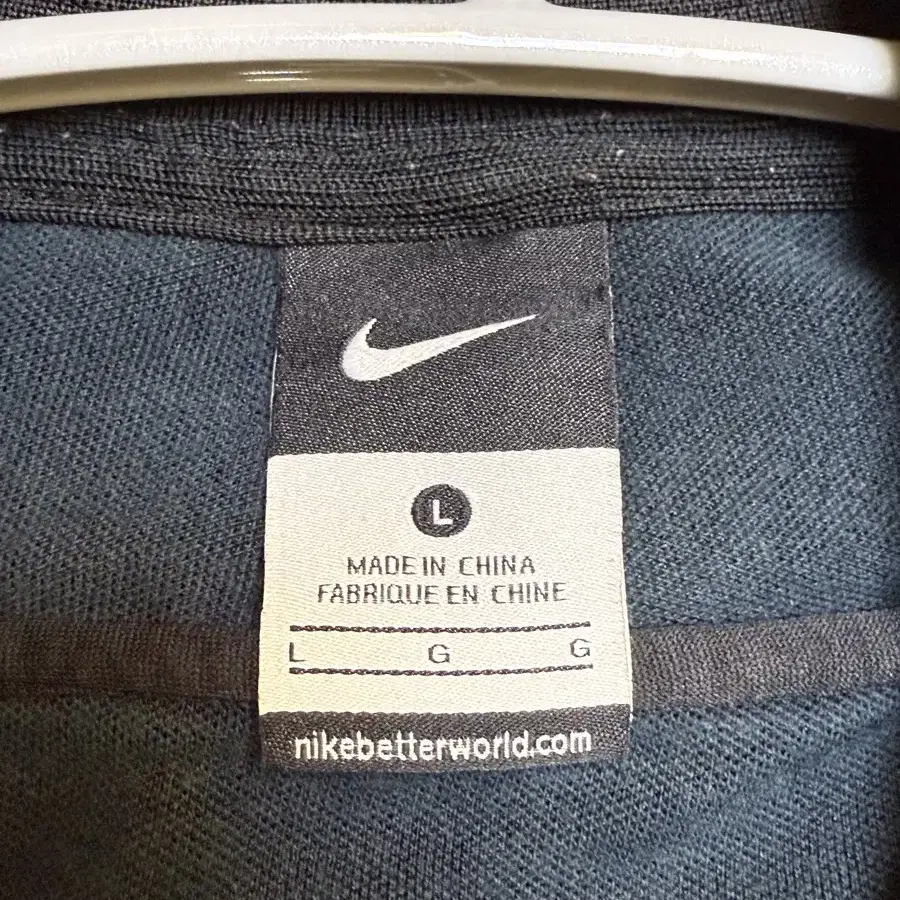 L
MADE IN CHINA
FABRIQUE EN CHINE
L G G
nikebetterworld.com